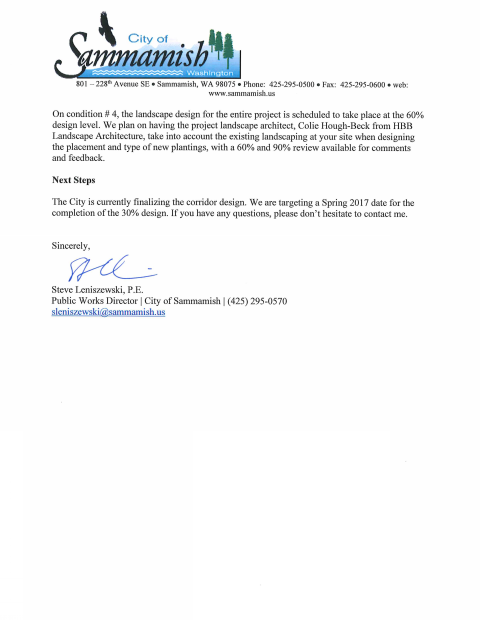 City of
Sammamish
Washington
801 – 228th Avenue SE • Sammamish, WA 98075 • Phone: 425-295-0500 • Fax: 425-295-0600 • web:
www.sammamish.us
On condition # 4, the landscape design for the entire project is scheduled to take place at the 60%
design level. We plan on having the project landscape architect, Colie Hough-Beck from HBB
Landscape Architecture, take into account the existing landscaping at your site when designing
the placement and type of new plantings, with a 60% and 90% review available for comments
and feedback.
Next Steps
The City is currently finalizing the corridor design. We are targeting a Spring 2017 date for the
completion of the 30% design. If you have any questions, please don't hesitate to contact me.
Sincerely,
Steve Leniszewski, P.E.
Public Works Director | City of Sammamish | (425) 295-0570
sleniszewski@sammamish.us